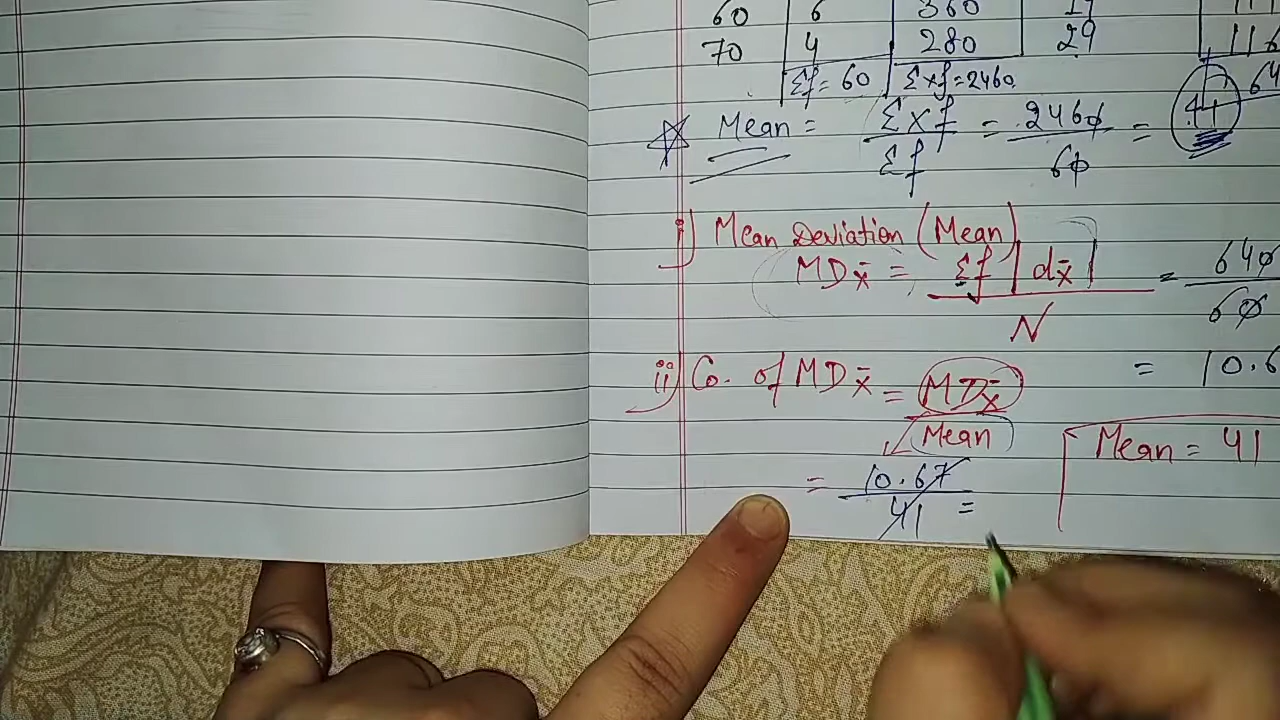 60 6 360
70 4 280 29 116
Σf = 60 Σxf = 2460 64
Mean = Σxf / Σf = 2460 / 60 = 41
i) Mean Deviation (Mean)
MDx̄ = Σf |dx̄| / N = 640 / 60
= 10.6
ii) Co. of MDx̄ = MDx̄ / Mean
Mean = 41
= 10.67 / 41 =